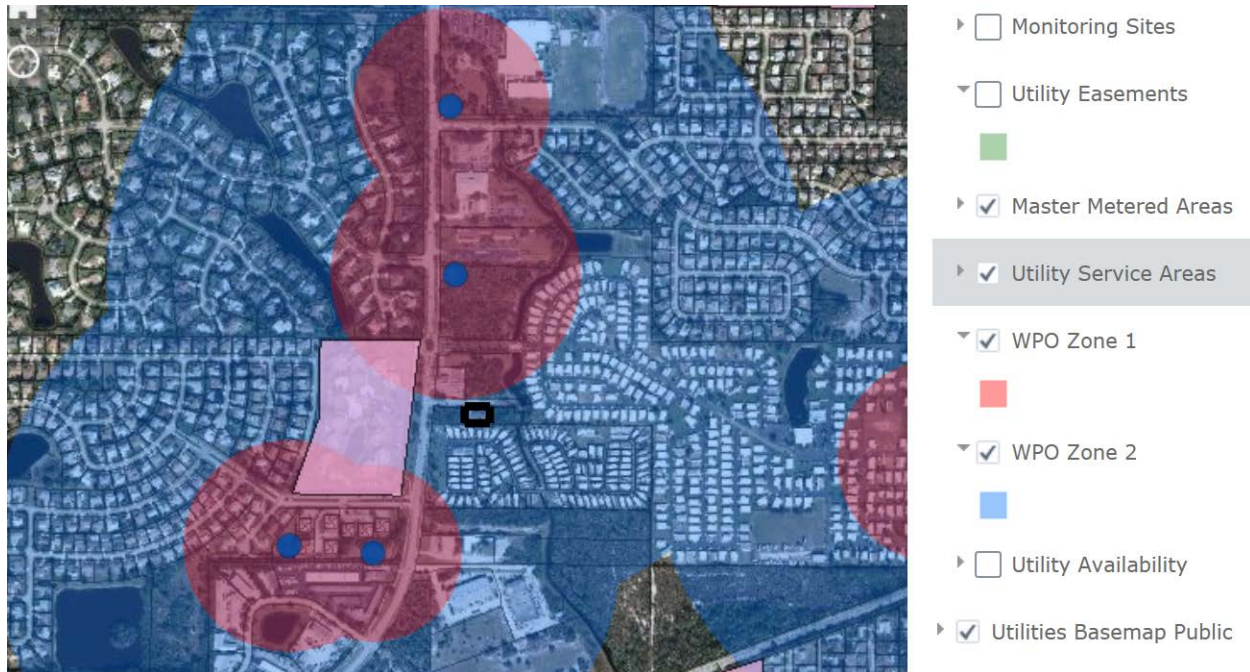 Monitoring Sites
Utility Easements
Master Metered Areas
Utility Service Areas
WPO Zone 1
WPO Zone 2
Utility Availability
Utilities Basemap Public